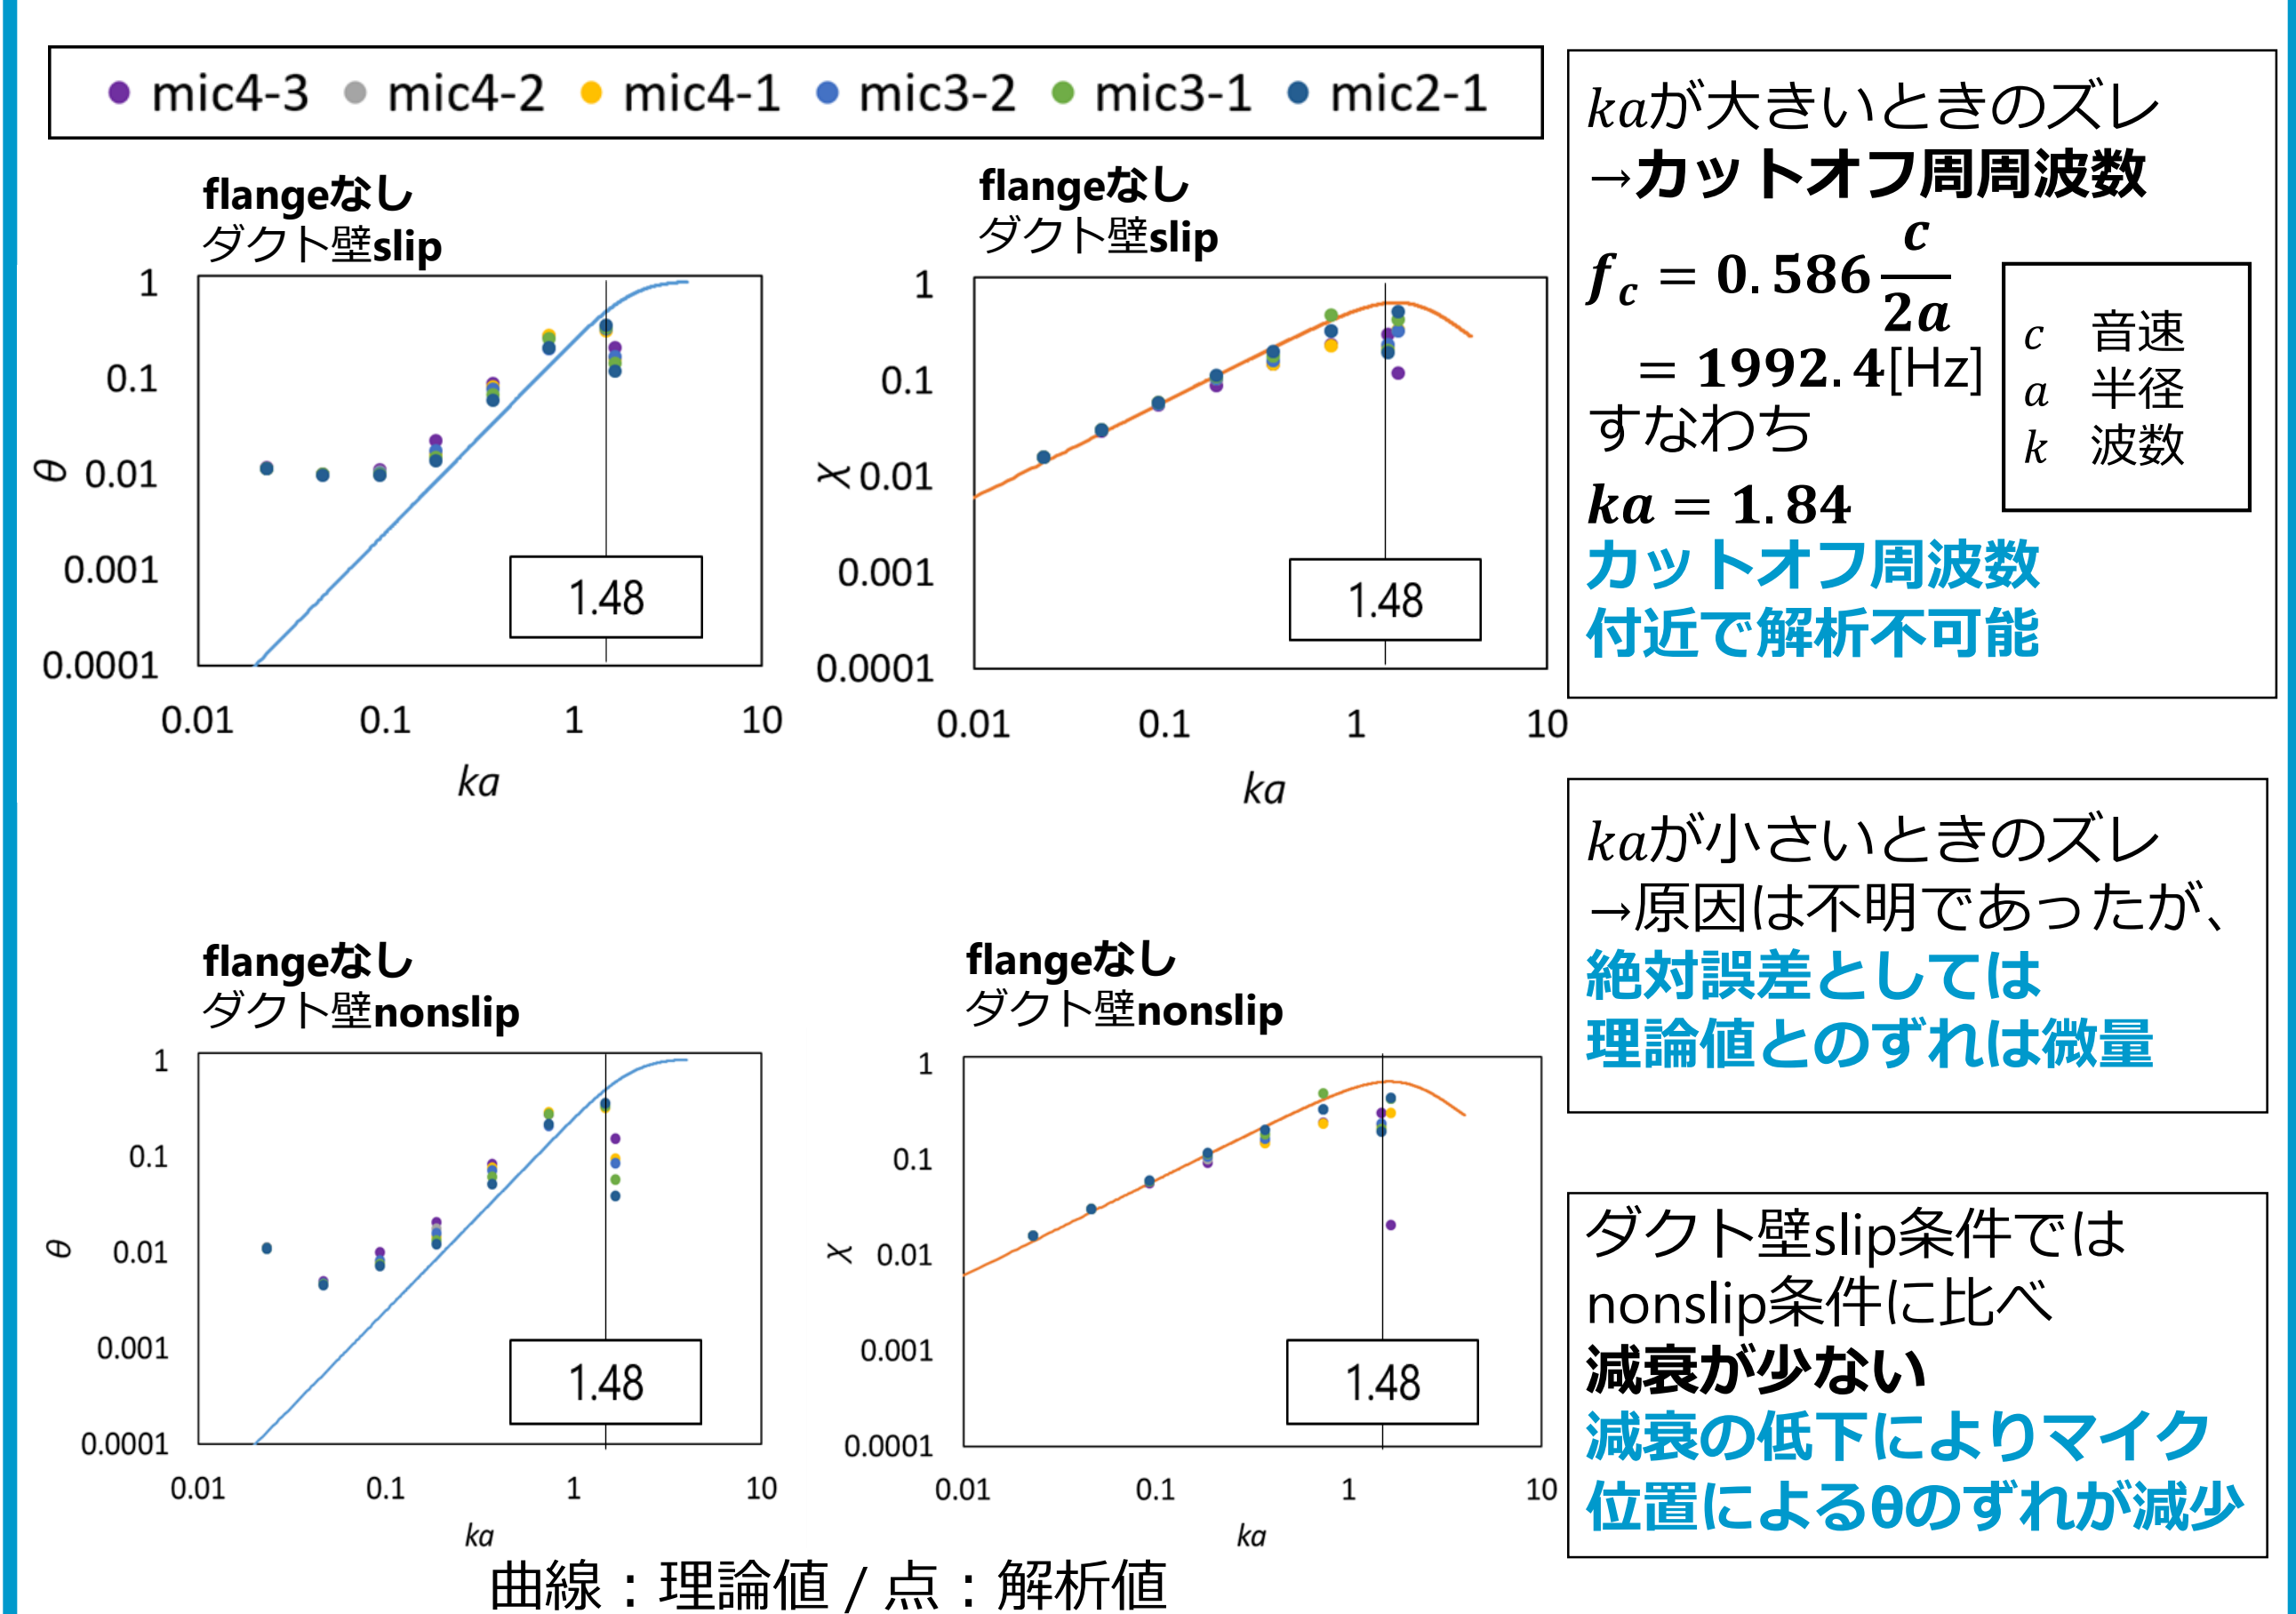 mic4-3 mic4-2 mic4-1 mic3-2 mic3-1 mic2-1
flangeなし
ダクト壁slip
1
0.1
0.01
0.001
0.0001
θ
0.01 0.1 1 10
ka
1.48
flangeなし
ダクト壁slip
1
0.1
0.01
0.001
0.0001
χ
0.01 0.1 1 10
ka
1.48
kaが大きいときのズレ
→カットオフ周周波数
f_c = 0.586 c/2a
= 1992.4[Hz]
すなわち
ka = 1.84
カットオフ周波数
付近で解析不可能
c 音速
a 半径
k 波数
flangeなし
ダクト壁nonslip
1
0.1
0.01
0.001
0.0001
θ
0.01 0.1 1 10
ka
1.48
flangeなし
ダクト壁nonslip
1
0.1
0.01
0.001
0.0001
χ
0.01 0.1 1 10
ka
1.48
kaが小さいときのズレ
→原因は不明であったが、
絶対誤差としては
理論値とのずれは微量
ダクト壁slip条件では
nonslip条件に比べ
減衰が少ない
減衰の低下によりマイク
位置によるθのずれが減少
曲線：理論値 / 点：解析値